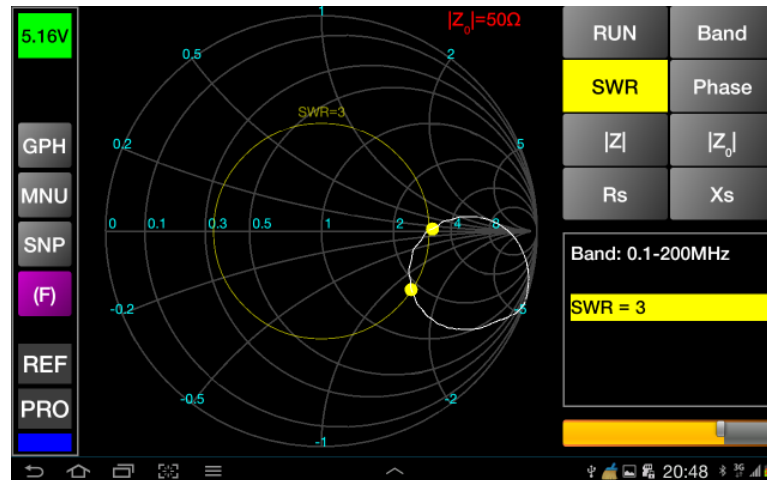 5.16V
GPH
MNU
SNP
(F)
REF
PRO
|Z₀|=50Ω
1
0.5
2
SWR=3
0.2
5
0 0.1 0.3 0.5 1 2 4 8
-0.2
-5
-0.5
-2
-1
RUN Band
SWR Phase
|Z| |Z₀|
Rs Xs
Band: 0.1-200MHz
SWR = 3
20:48 3G